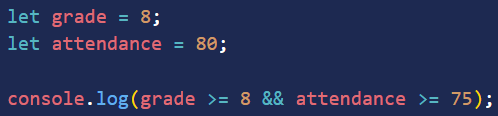 let grade = 8;
let attendance = 80;
console.log(grade >= 8 && attendance >= 75);